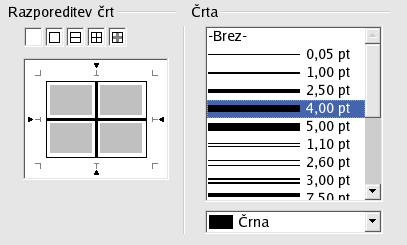 Razporeditev črt
Črta
-Brez-
0,05 pt
1,00 pt
2,50 pt
4,00 pt
5,00 pt
1,10 pt
2,60 pt
3,00 pt
7,50 pt
Črna